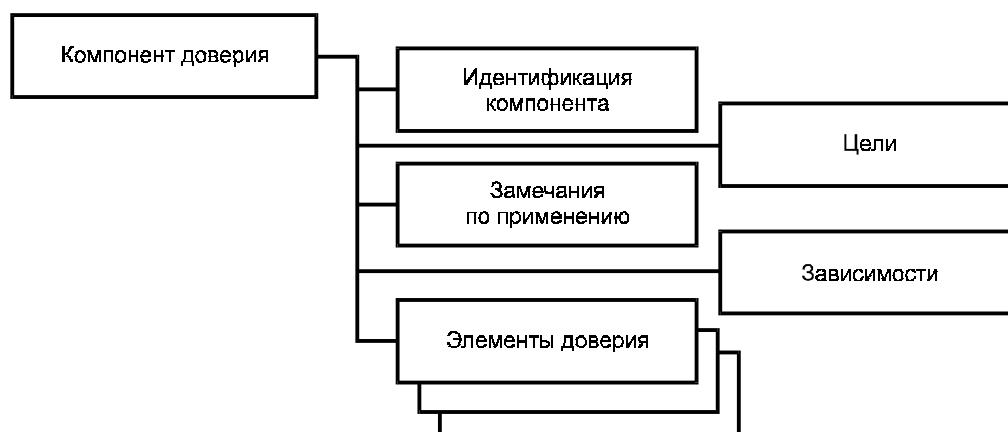 Компонент доверия
Идентификация
компонента
Цели
Замечания
по применению
Зависимости
Элементы доверия